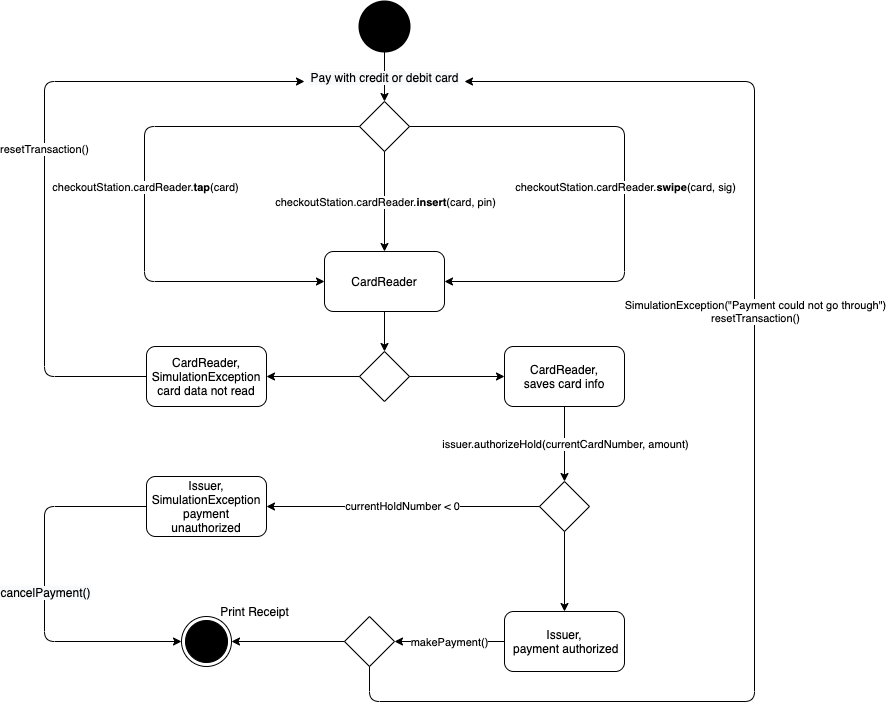 Pay with credit or debit card
resetTransaction()
checkoutStation.cardReader.tap(card)
checkoutStation.cardReader.swipe(card, sig)
checkoutStation.cardReader.insert(card, pin)
CardReader
SimulationException("Payment could not go through")
resetTransaction()
CardReader,
SimulationException
card data not read
CardReader,
saves card info
issuer.authorizeHold(currentCardNumber, amount)
Issuer,
SimulationException
payment
unauthorized
currentHoldNumber < 0
cancelPayment()
Print Receipt
makePayment()
Issuer,
payment authorized